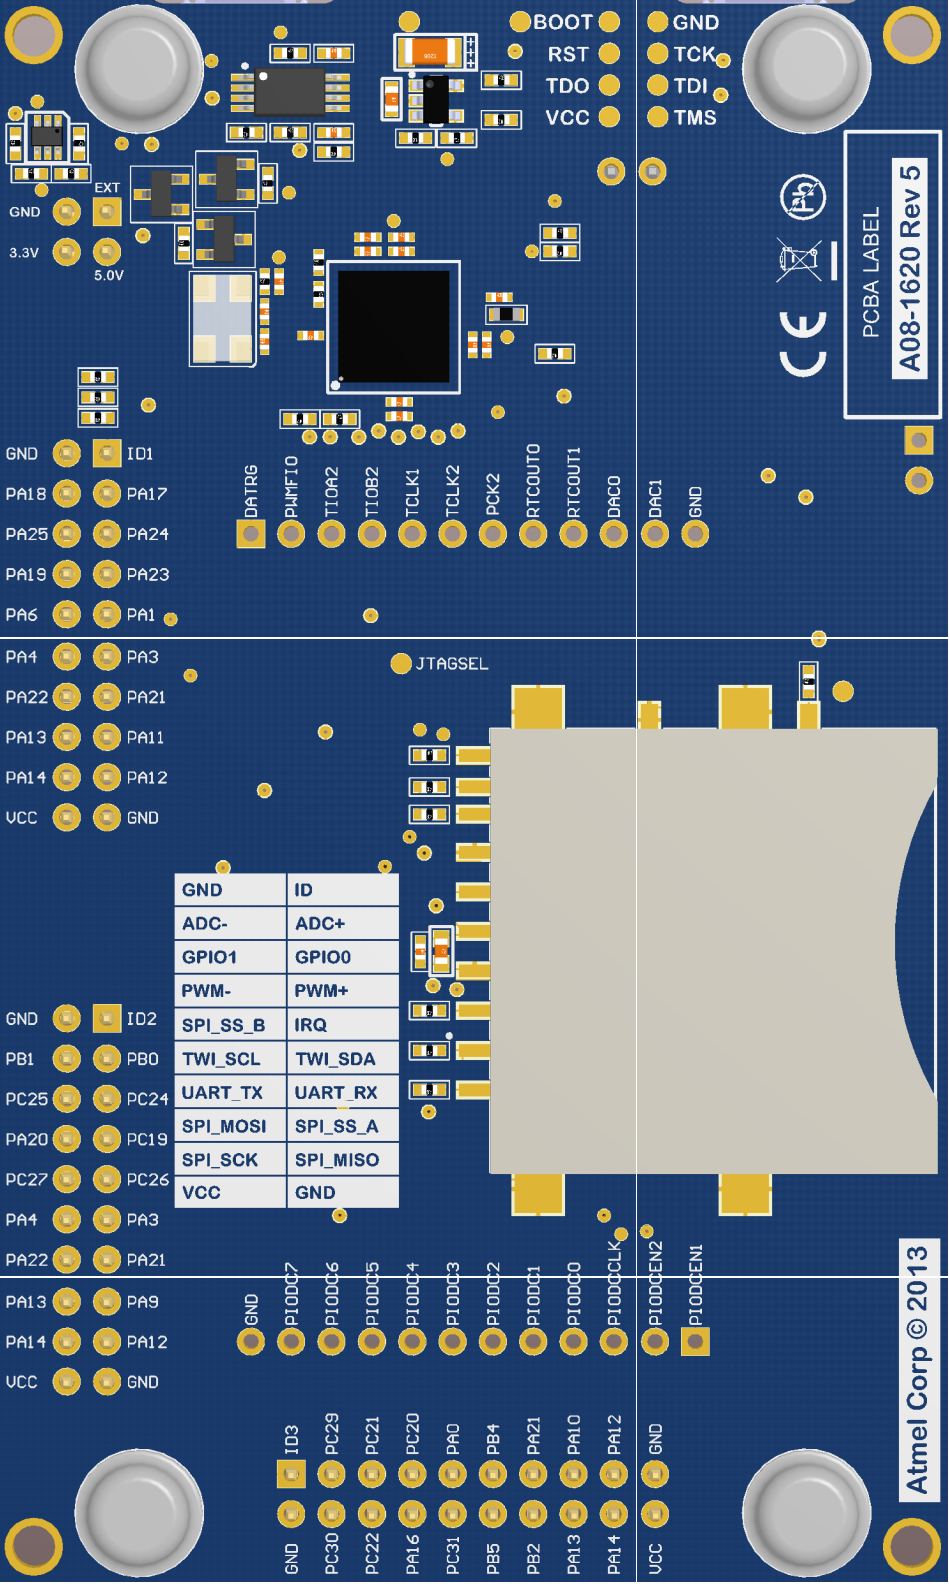 BOOT GND
RST TCK
TDO TDI
VCC TMS
EXT
GND
3.3V
5.0V
Pb
CE
PCBA LABEL
A08-1620 Rev 5
GND ID1
PA18 PA17
PA25 PA24
PA19 PA23
PA6 PA1
PA4 PA3
PA22 PA21
PA13 PA11
PA14 PA12
VCC GND
DATRG
PWMFI0
TIOA2
TIOB2
TCLK1
TCLK2
PCK2
RTCOUT0
RTCOUT1
DAC0
DAC1
GND
JTAGSEL
GND ID
ADC- ADC+
GPIO1 GPIO0
PWM- PWM+
SPI_SS_B IRQ
TWI_SCL TWI_SDA
UART_TX UART_RX
SPI_MOSI SPI_SS_A
SPI_SCK SPI_MISO
VCC GND
GND ID2
PB1 PB0
PC25 PC24
PA20 PC19
PC27 PC26
PA4 PA3
PA22 PA21
PA13 PA9
PA14 PA12
VCC GND
GND
PIODC7
PIODC6
PIODC5
PIODC4
PIODC3
PIODC2
PIODC1
PIODC0
PIODCCLK
PIODCEN2
PIODCEN1
Atmel Corp © 2013
ID3
PC29
PC21
PC20
PA0
PB4
PA21
PA10
PA12
GND
GND
PC30
PC22
PA16
PC31
PB5
PB2
PA13
PA14
VCC